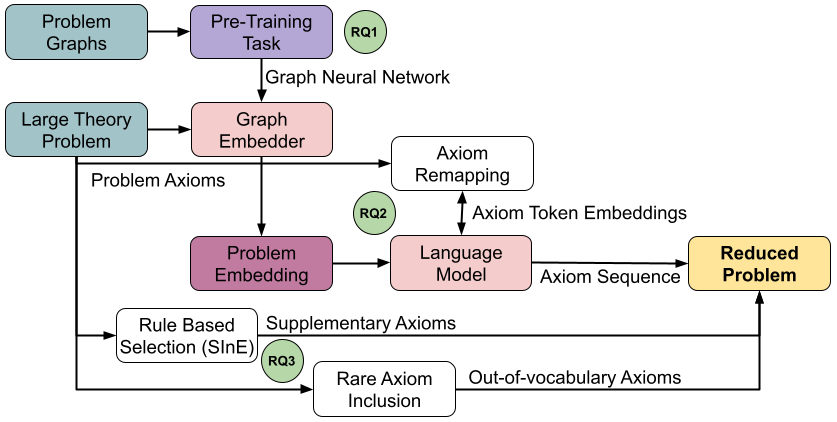 Problem
Graphs
Pre-Training
Task
RQ1
Graph Neural Network
Large Theory
Problem
Graph
Embedder
Axiom
Remapping
Problem Axioms
RQ2
Axiom Token Embeddings
Problem
Embedding
Language
Model
Axiom Sequence
Reduced
Problem
Rule Based
Selection (SInE)
Supplementary Axioms
RQ3
Rare Axiom
Inclusion
Out-of-vocabulary Axioms